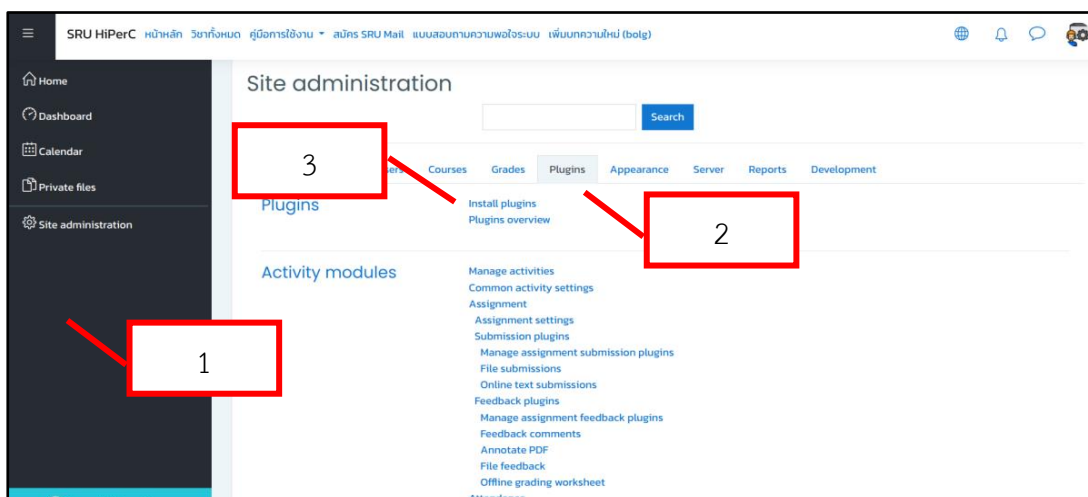 SRU HiPerC หน้าหลัก วิชาทั้งหมด คู่มือการใช้งาน สมัคร SRU Mail แบบสอบถามความพอใจระบบ เพิ่มบทความใหม่ (bolg)
Home
Dashboard
Calendar
Private files
Site administration
Site administration
Search
3
Courses Grades Plugins Appearance Server Reports Development
Plugins
Install plugins
Plugins overview
2
Activity modules
Manage activities
Common activity settings
Assignment
Assignment settings
Submission plugins
Manage assignment submission plugins
File submissions
Online text submissions
Feedback plugins
Manage assignment feedback plugins
Feedback comments
Annotate PDF
File feedback
Offline grading worksheet
1